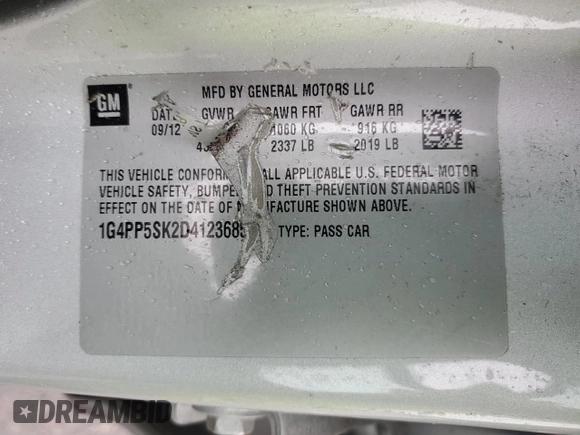 GM
MFD BY GENERAL MOTORS LLC
DATE GVWR GAWR FRT GAWR RR
09/12 1060 KG 916 KG
2337 LB 2019 LB
THIS VEHICLE CONFORMS ALL APPLICABLE U.S. FEDERAL MOTOR
VEHICLE SAFETY, BUMPER AND THEFT PREVENTION STANDARDS IN
EFFECT ON THE DATE OF MANUFACTURE SHOWN ABOVE.
TYPE: PASS CAR
DREAMBID